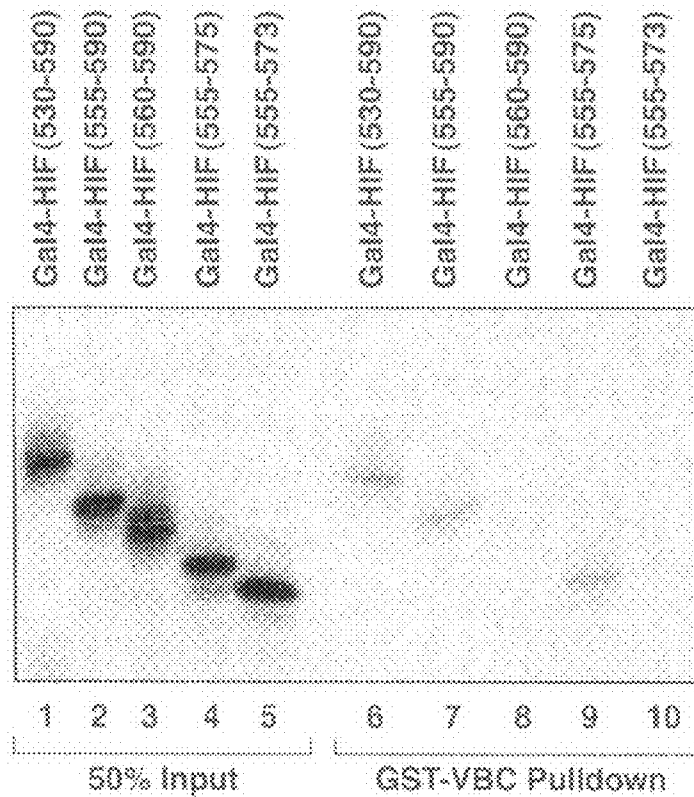 Gal4-HIF (530-590)
Gal4-HIF (555-590)
Gal4-HIF (560-590)
Gal4-HIF (555-575)
Gal4-HIF (555-573)
Gal4-HIF (530-590)
Gal4-HIF (555-590)
Gal4-HIF (560-590)
Gal4-HIF (555-575)
Gal4-HIF (555-573)
1 2 3 4 5 6 7 8 9 10
50% Input GST-VBC Pulldown